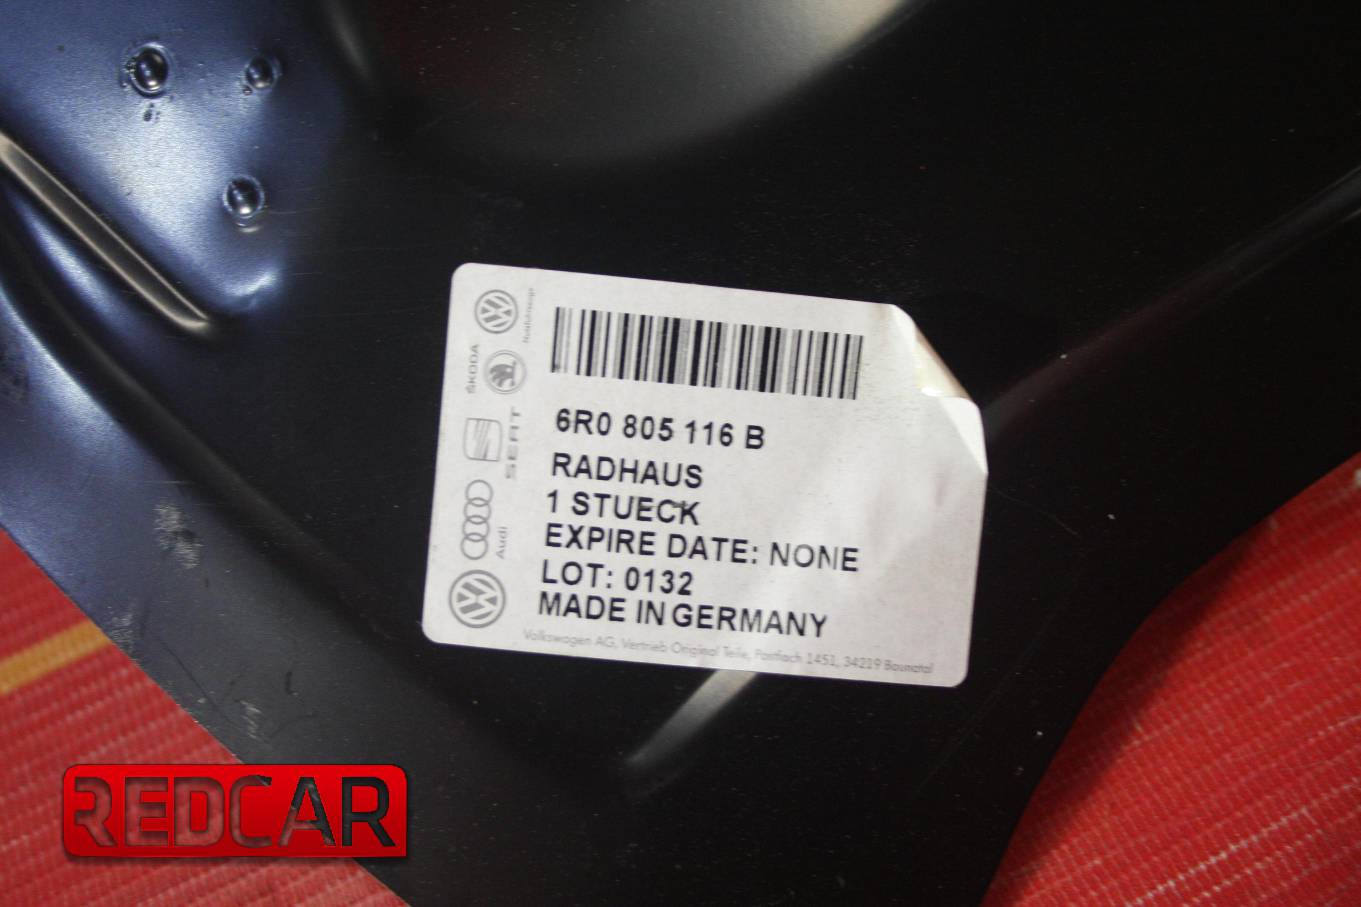 Nutzfahrzeuge
ŠKODA
SEAT
Audi
6R0 805 116 B
RADHAUS
1 STUECK
EXPIRE DATE: NONE
LOT: 0132
MADE IN GERMANY
Volkswagen AG, Vertrieb Original Teile, Postfach 1451, 34219 Baunatal
REDCAR